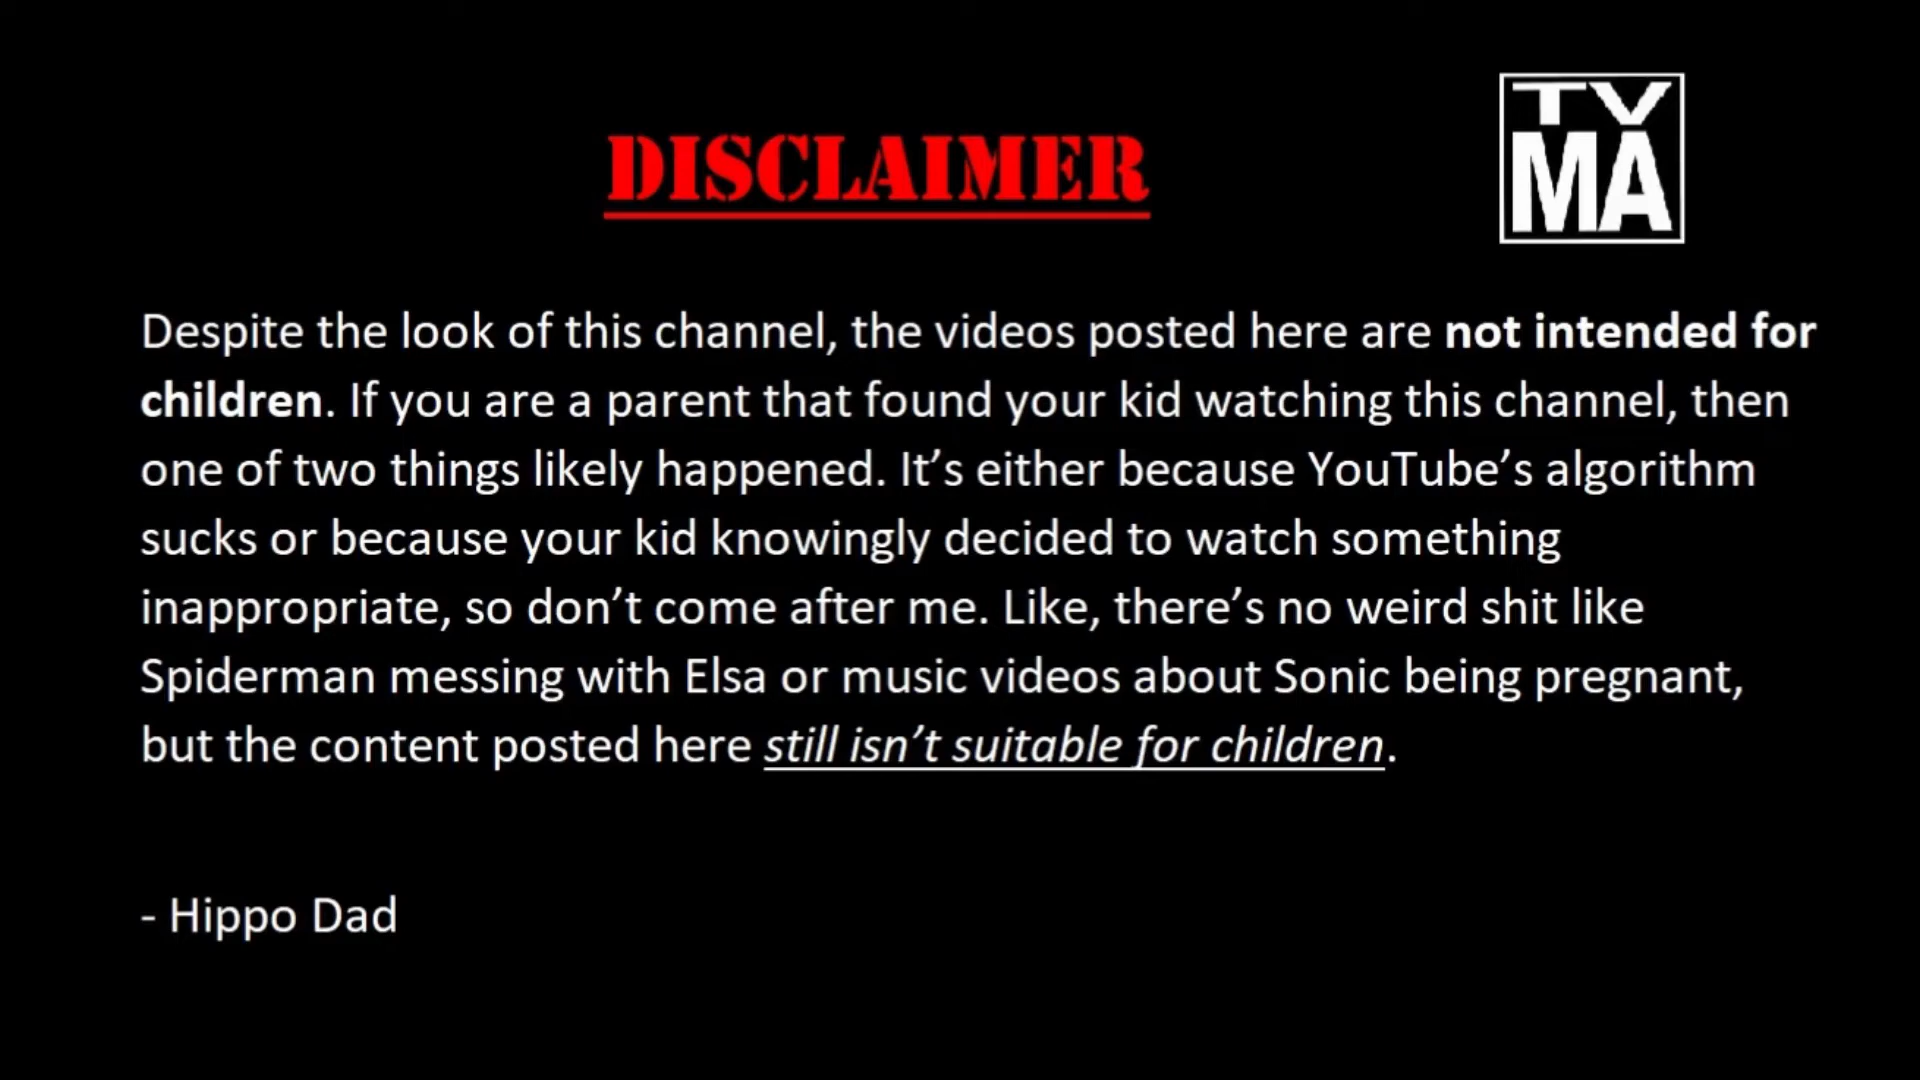 DISCLAIMER
TV
MA
Despite the look of this channel, the videos posted here are not intended for
children. If you are a parent that found your kid watching this channel, then
one of two things likely happened. It’s either because YouTube’s algorithm
sucks or because your kid knowingly decided to watch something
inappropriate, so don’t come after me. Like, there’s no weird shit like
Spiderman messing with Elsa or music videos about Sonic being pregnant,
but the content posted here still isn’t suitable for children.
- Hippo Dad